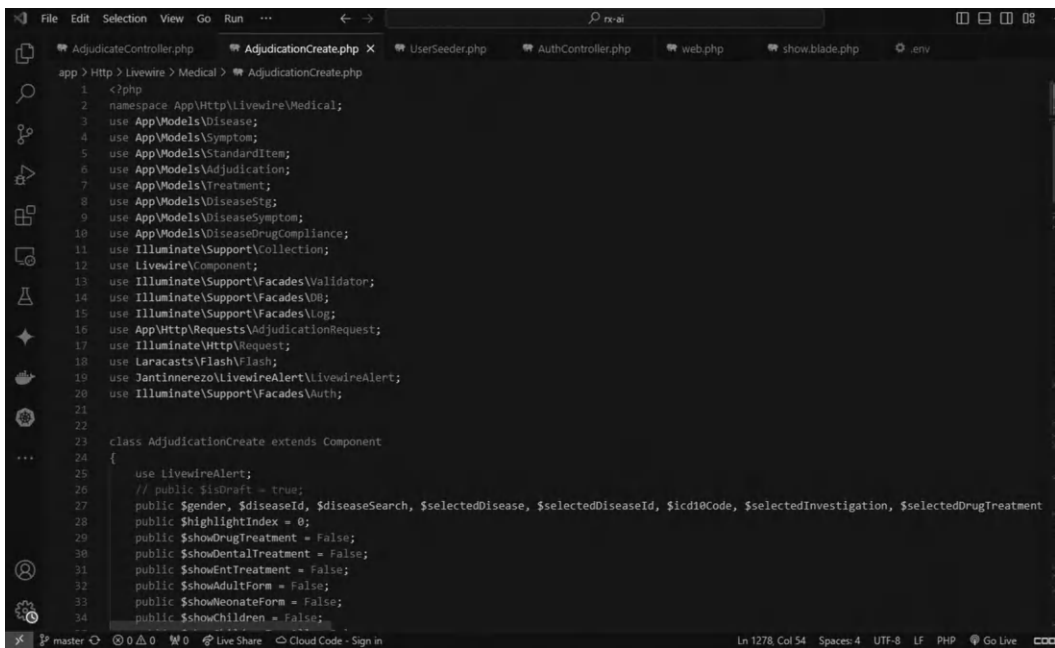 File Edit Selection View Go Run ··· ← → rx-ai
AdjudicateController.php AdjudicationCreate.php × UserSeeder.php AuthController.php web.php show.blade.php .env
app > Http > Livewire > Medical > AdjudicationCreate.php
1 <?php
2 namespace App\Http\Livewire\Medical;
3 use App\Models\Disease;
4 use App\Models\Symptom;
5 use App\Models\StandardItem;
6 use App\Models\Adjudication;
7 use App\Models\Treatment;
8 use App\Models\DiseaseStg;
9 use App\Models\DiseaseSymptom;
10 use App\Models\DiseaseDrugCompliance;
11 use Illuminate\Support\Collection;
12 use Livewire\Component;
13 use Illuminate\Support\Facades\Validator;
14 use Illuminate\Support\Facades\DB;
15 use Illuminate\Support\Facades\Log;
16 use App\Http\Requests\AdjudicationRequest;
17 use Illuminate\Http\Request;
18 use Laracasts\Flash\Flash;
19 use Jantinnerezo\LivewireAlert\LivewireAlert;
20 use Illuminate\Support\Facades\Auth;
21
22
23 class AdjudicationCreate extends Component
24 {
25 use LivewireAlert;
26 // public $isDraft = true;
27 public $gender, $diseaseId, $diseaseSearch, $selectedDisease, $selectedDiseaseId, $icd10Code, $selectedInvestigation, $selectedDrugTreatment
28 public $highlightIndex = 0;
29 public $showDrugTreatment = False;
30 public $showDentalTreatment = False;
31 public $showEntTreatment = False;
32 public $showAdultForm = False;
33 public $showNeonateForm = False;
34 public $showChildren = False;
master 0 0 0 Live Share Cloud Code - Sign in Ln 1278, Col 54 Spaces: 4 UTF-8 LF PHP Go Live